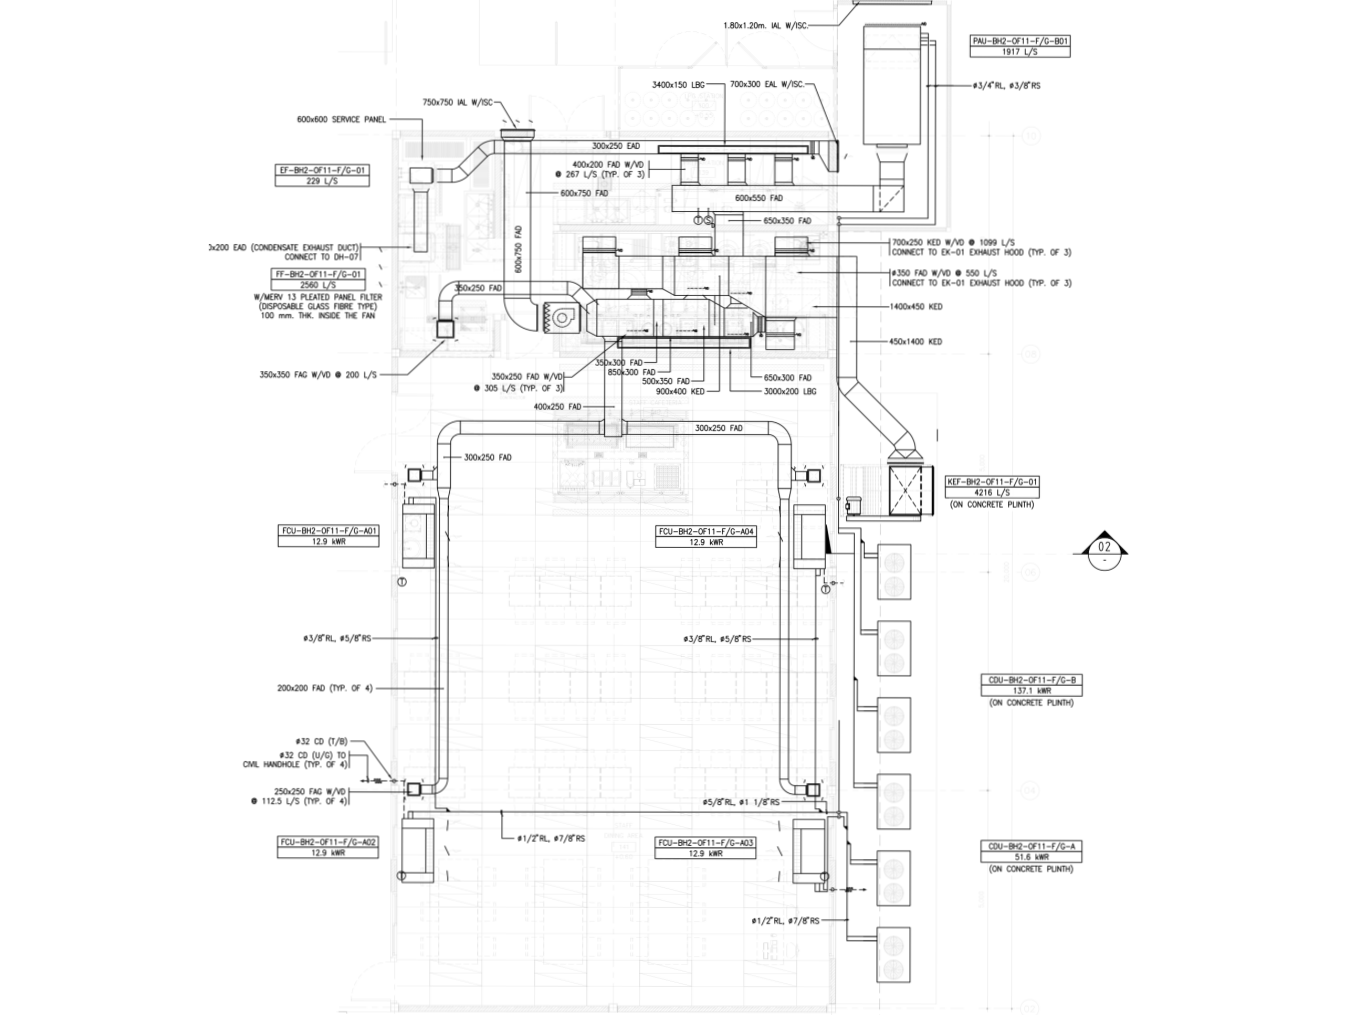 1.80x1.20m. IAL W/ISC.
PAU-BH2-OF11-F/G-B01
1917 L/S
3400x150 LBG
700x300 EAL W/ISC.
ø3/4"RL, ø3/8"RS
750x750 IAL W/ISC
600x600 SERVICE PANEL
300x250 EAD
EF-BH2-OF11-F/G-01
229 L/S
400x200 FAD W/VD
@ 267 L/S (TYP. OF 3)
600x750 FAD
600x550 FAD
650x350 FAD
600x750 FAD
x200 EAD (CONDENSATE EXHAUST DUCT)
CONNECT TO DH-07
700x250 KED W/VD @ 1099 L/S
CONNECT TO EK-01 EXHAUST HOOD (TYP. OF 3)
FF-BH2-OF11-F/G-01
2560 L/S
W/MERV 13 PLEATED PANEL FILTER
(DISPOSABLE GLASS FIBRE TYPE)
100 mm. THK. INSIDE THE FAN
350x250 FAD
ø350 FAD W/VD @ 550 L/S
CONNECT TO EK-01 EXHAUST HOOD (TYP. OF 3)
1400x450 KED
450x1400 KED
350x350 FAG W/VD @ 200 L/S
350x250 FAD W/VD
@ 305 L/S (TYP. OF 3)
350x300 FAD
850x300 FAD
500x350 FAD
900x400 KED
650x300 FAD
3000x200 LBG
400x250 FAD
300x250 FAD
300x250 FAD
KEF-BH2-OF11-F/G-01
4216 L/S
(ON CONCRETE PLINTH)
FCU-BH2-OF11-F/G-A01
12.9 kWR
FCU-BH2-OF11-F/G-A04
12.9 kWR
02
-
T
T
T
S
ø3/8"RL, ø5/8"RS
ø3/8"RL, ø5/8"RS
200x200 FAD (TYP. OF 4)
CDU-BH2-OF11-F/G-B
137.1 kWR
(ON CONCRETE PLINTH)
ø32 CD (T/B)
ø32 CD (U/G) TO
CIVIL HANDHOLE (TYP. OF 4)
250x250 FAG W/VD
@ 112.5 L/S (TYP. OF 4)
ø5/8"RL, ø1 1/8"RS
ø1/2"RL, ø7/8"RS
FCU-BH2-OF11-F/G-A02
12.9 kWR
FCU-BH2-OF11-F/G-A03
12.9 kWR
CDU-BH2-OF11-F/G-A
51.6 kWR
(ON CONCRETE PLINTH)
T
T
ø1/2"RL, ø7/8"RS